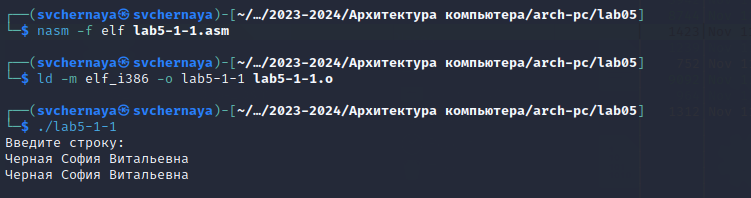 ┌──(svchernaya㉿svchernaya)-[~/…/2023-2024/Архитектура компьютера/arch-pc/lab05]
└─$ nasm -f elf lab5-1-1.asm
┌──(svchernaya㉿svchernaya)-[~/…/2023-2024/Архитектура компьютера/arch-pc/lab05]
└─$ ld -m elf_i386 -o lab5-1-1 lab5-1-1.o
┌──(svchernaya㉿svchernaya)-[~/…/2023-2024/Архитектура компьютера/arch-pc/lab05]
└─$ ./lab5-1-1
Введите строку:
Черная София Витальевна
Черная София Витальевна